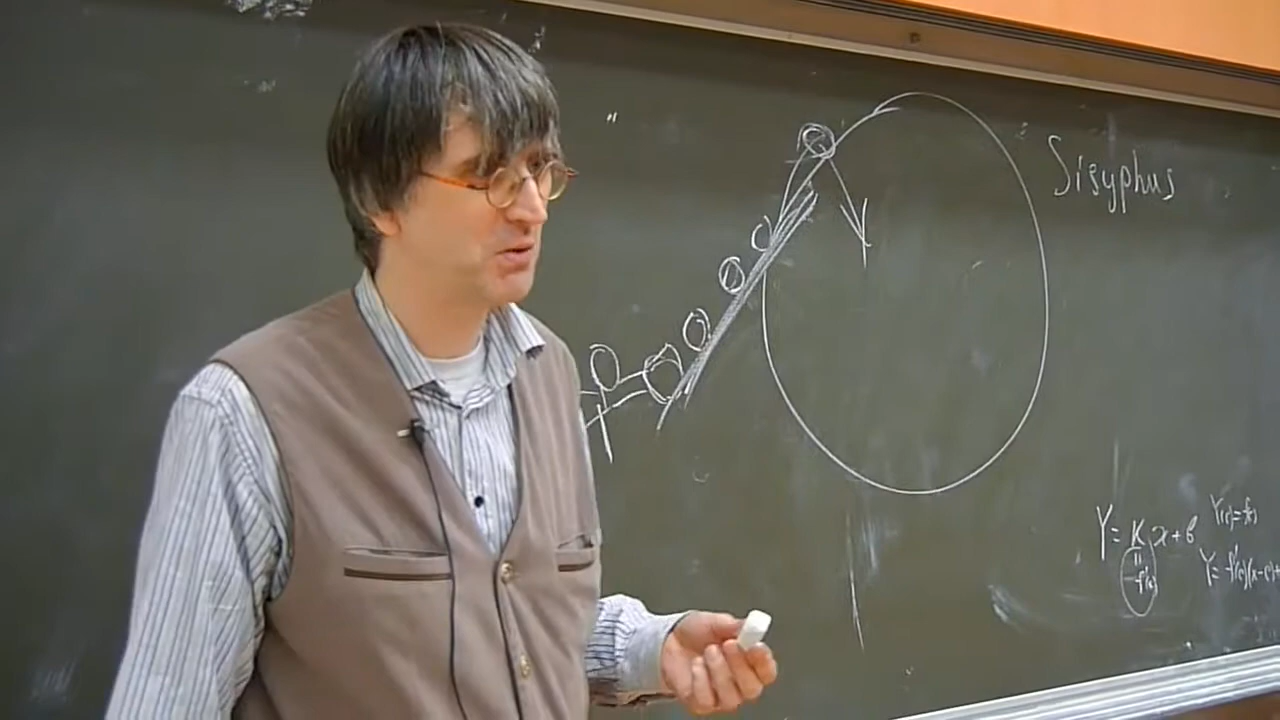 Sisyphus
Y = K x + b
Y(c) = f(c)
= f'(c)
Y = f'(c)(x-c)+